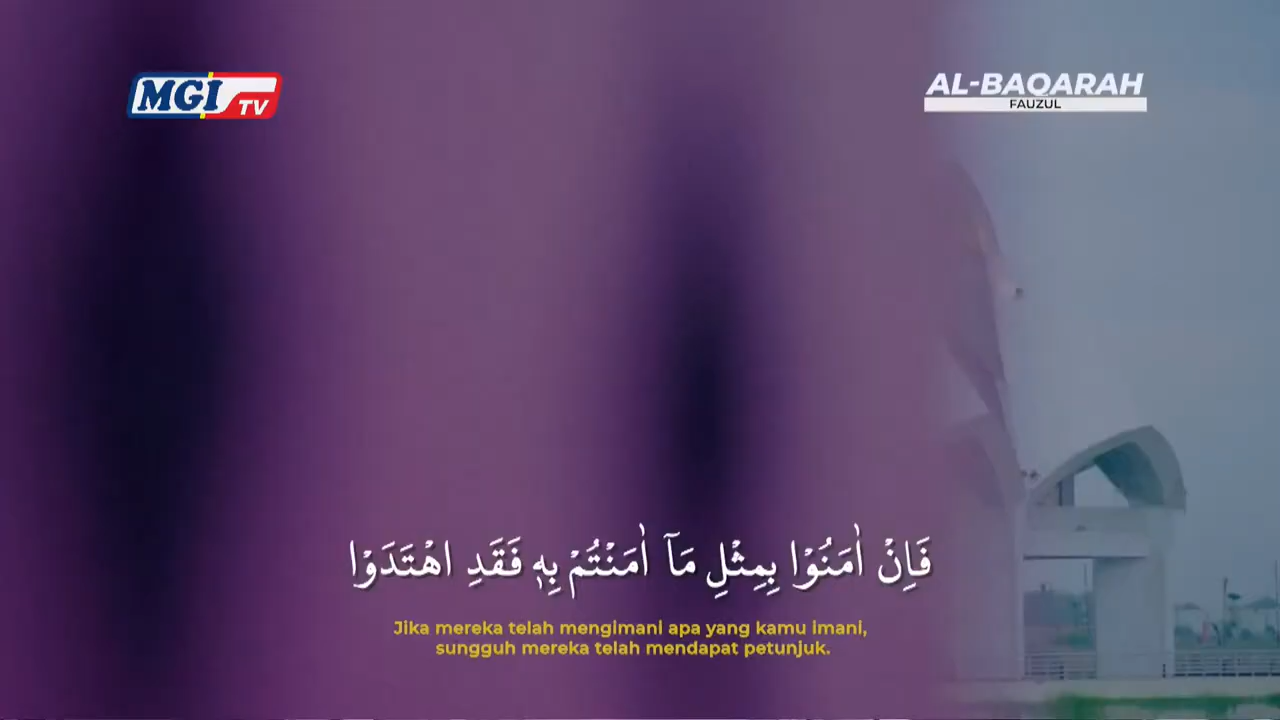 MGI TV
AL-BAQARAH
FAUZUL
فَاِنْ اٰمَنُوْا بِمِثْلِ مَآ اٰمَنْتُمْ بِهٖ فَقَدِ اهْتَدَوْا
Jika mereka telah mengimani apa yang kamu imani,
sungguh mereka telah mendapat petunjuk.